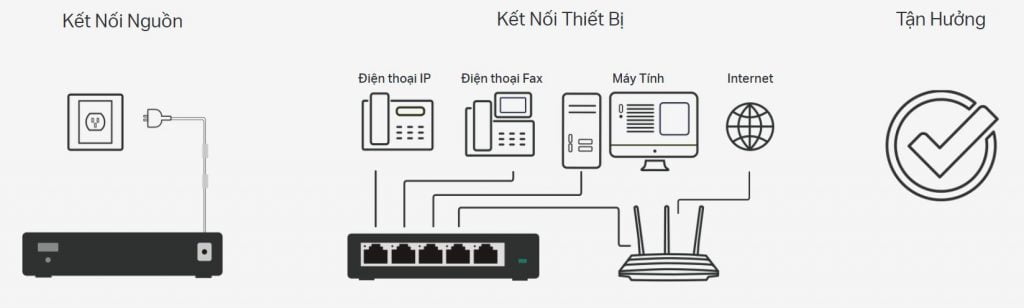 Kết Nối Nguồn
Kết Nối Thiết Bị
Tận Hưởng
Điện thoại IP
Điện thoại Fax
Máy Tính
Internet